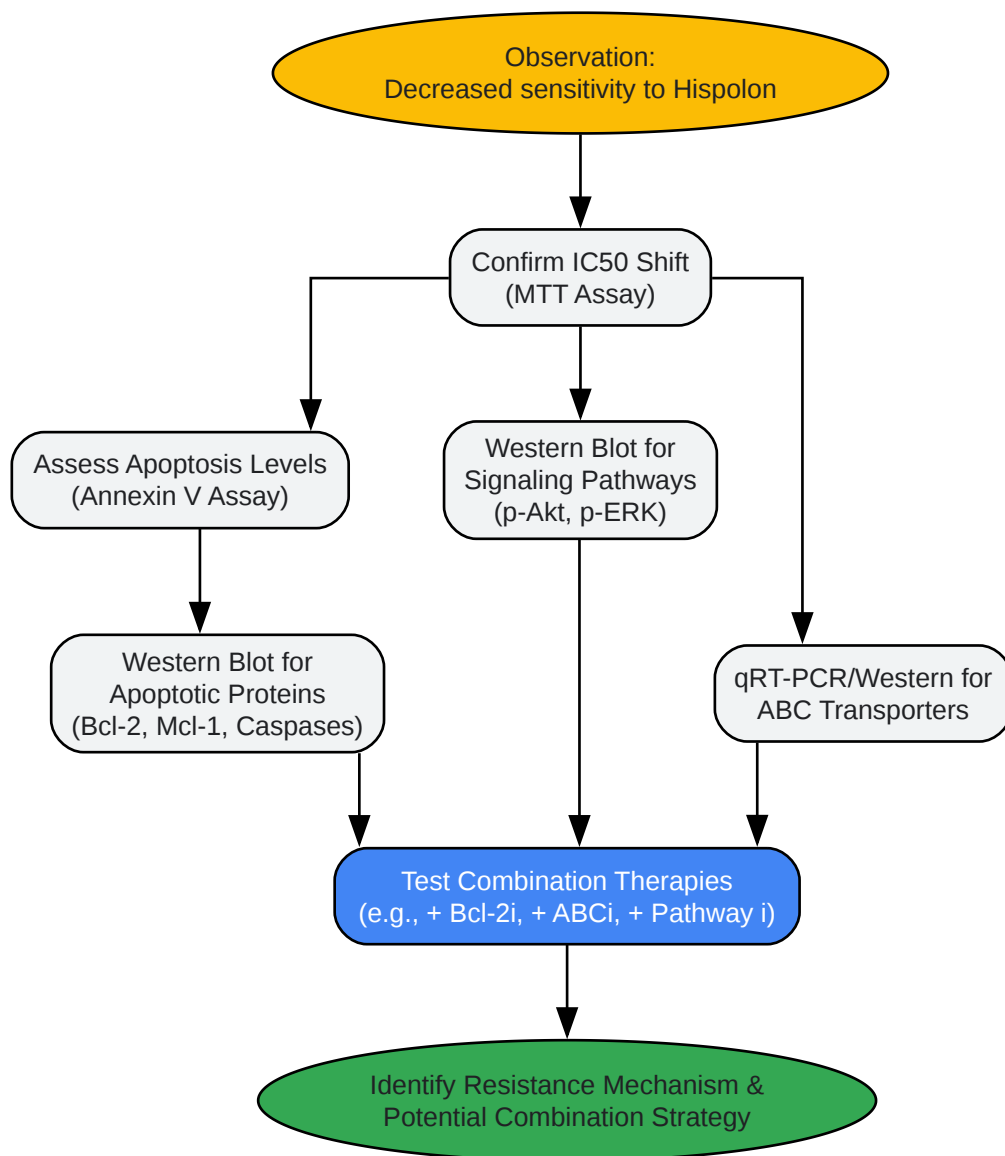 Observation:
Decreased sensitivity to Hispolon
Confirm IC50 Shift
(MTT Assay)
Assess Apoptosis Levels
(Annexin V Assay)
Western Blot for
Signaling Pathways
(p-Akt, p-ERK)
Western Blot for
Apoptotic Proteins
(Bcl-2, Mcl-1, Caspases)
qRT-PCR/Western for
ABC Transporters
Test Combination Therapies
(e.g., + Bcl-2i, + ABCi, + Pathway i)
Identify Resistance Mechanism &
Potential Combination Strategy